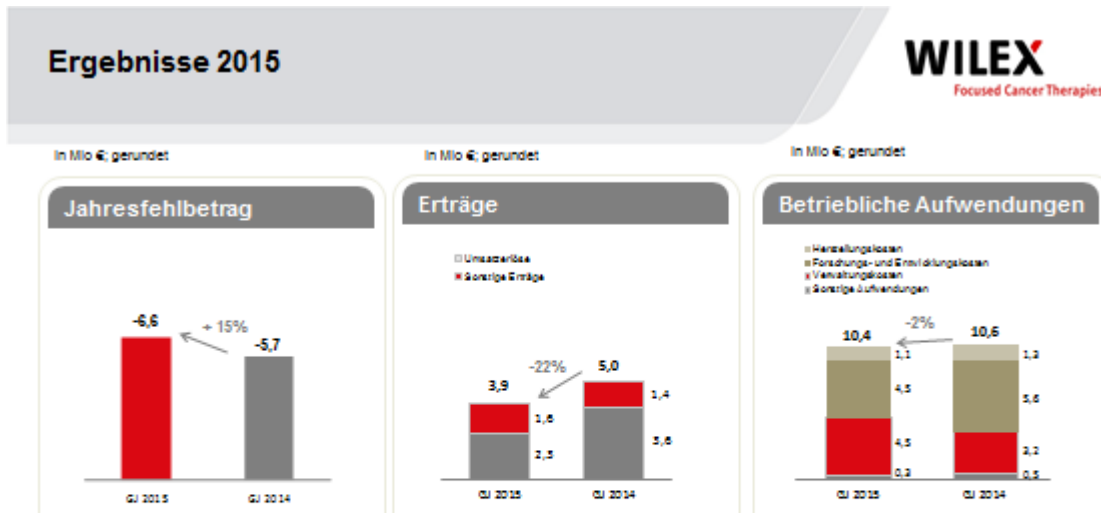 Ergebnisse 2015
WILEX
Focused Cancer Therapies
In Mio €; gerundet
In Mio €; gerundet
In Mio €; gerundet
Jahresfehlbetrag
-6,6
+ 15%
-5,7
GJ 2015
GJ 2014
Erträge
Umsatzerlöse
Sonstige Erträge
3,9
-22%
5,0
1,6
2,3
1,4
3,6
GJ 2015
GJ 2014
Betriebliche Aufwendungen
Herstellungskosten
Forschungs- und Entwicklungskosten
Verwaltungskosten
Sonstige Aufwendungen
10,4
-2%
10,6
1,1
4,5
4,5
0,3
1,3
5,6
3,2
0,5
GJ 2015
GJ 2014